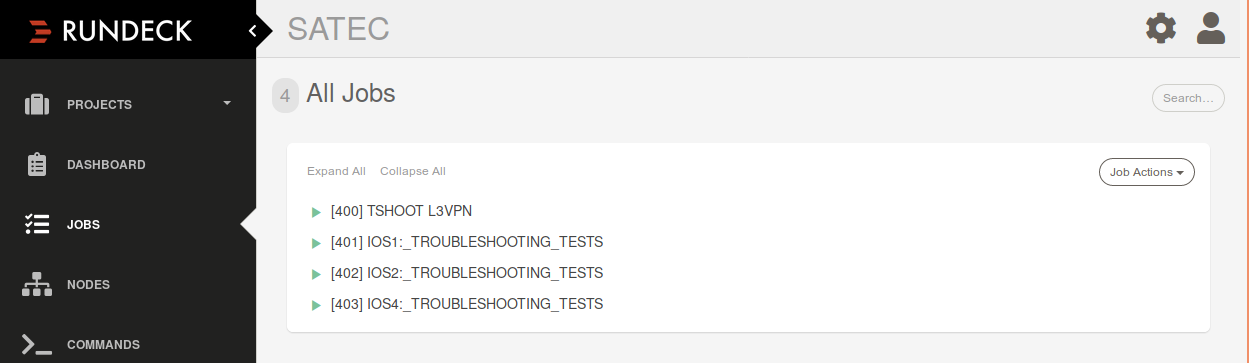 RUNDECK
SATEC
PROJECTS
DASHBOARD
JOBS
NODES
COMMANDS
4 All Jobs
Search...
Expand All Collapse All
Job Actions
[400] TSHOOT L3VPN
[401] IOS1:_TROUBLESHOOTING_TESTS
[402] IOS2:_TROUBLESHOOTING_TESTS
[403] IOS4:_TROUBLESHOOTING_TESTS